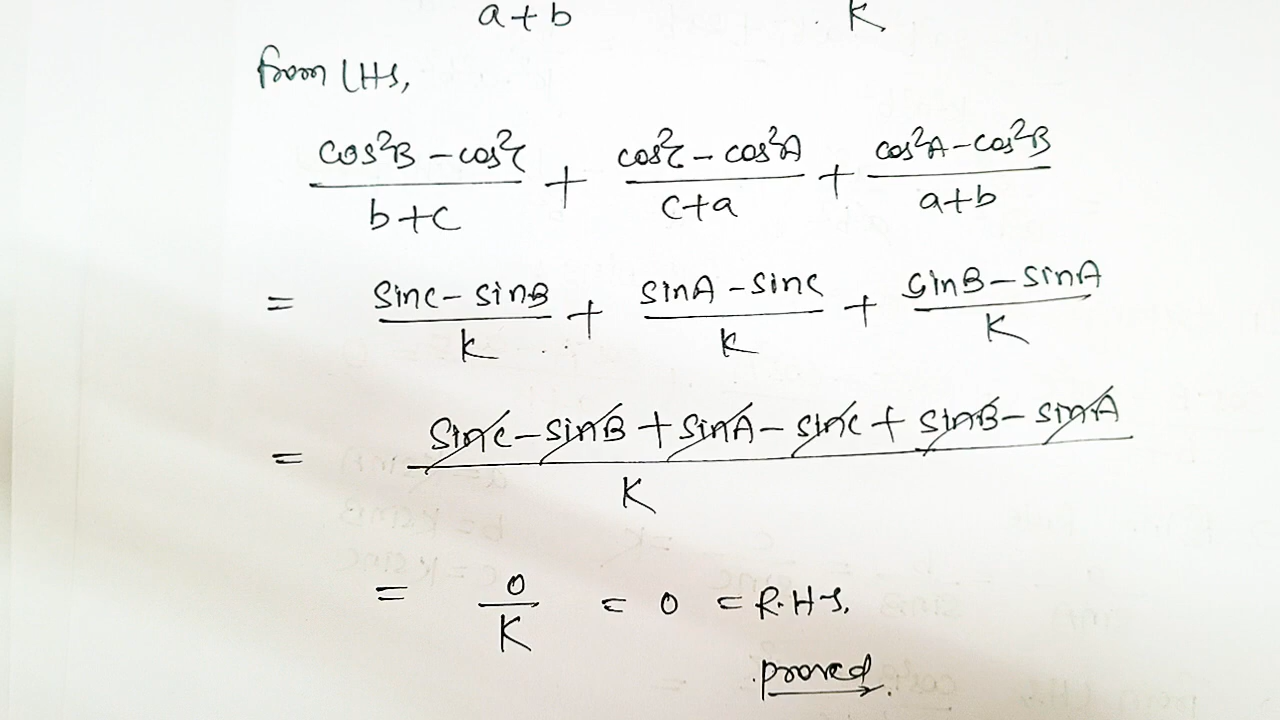 a+b K
from LHS,
cos²B – cos²C / b+c + cos²C – cos²A / c+a + cos²A – cos²B / a+b
= sinC – sinB / K + sinA – sinC / K + sinB – sinA / K
= sinC – sinB + sinA – sinC + sinB – sinA / K
= 0 / K = 0 = R.H.S.
proved.